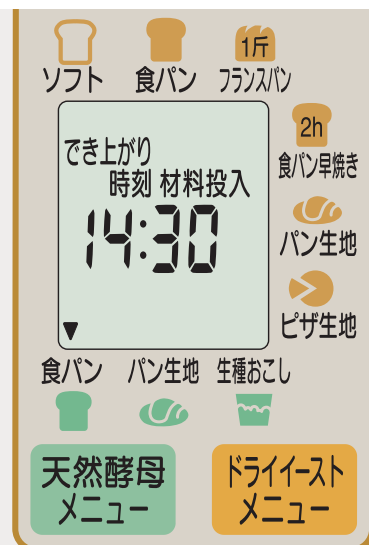 1斤
ソフト 食パン フランスパン
2h
食パン早焼き
でき上がり
時刻 材料投入
14:30
パン生地
ピザ生地
食パン パン生地 生種おこし
天然酵母
メニュー
ドライイースト
メニュー